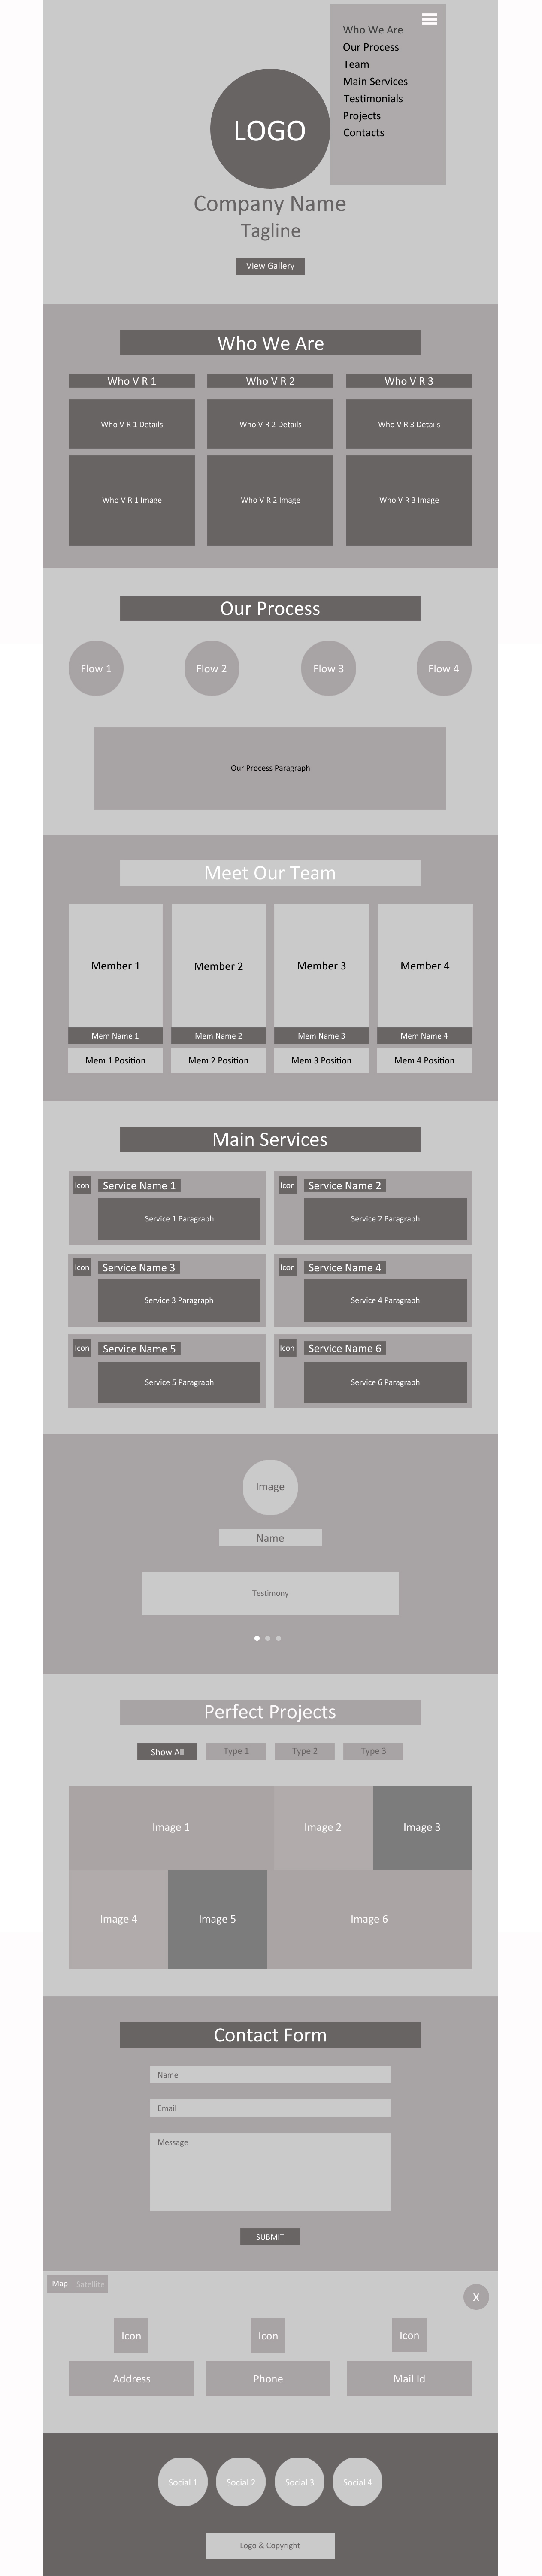 Who We Are
Our Process
Team
Main Services
Testimonials
Projects
Contacts
LOGO
Company Name
Tagline
View Gallery
Who We Are
Who V R 1 Who V R 2 Who V R 3
Who V R 1 Details Who V R 2 Details Who V R 3 Details
Who V R 1 Image Who V R 2 Image Who V R 3 Image
Our Process
Flow 1 Flow 2 Flow 3 Flow 4
Our Process Paragraph
Meet Our Team
Member 1 Member 2 Member 3 Member 4
Mem Name 1 Mem Name 2 Mem Name 3 Mem Name 4
Mem 1 Position Mem 2 Position Mem 3 Position Mem 4 Position
Main Services
Icon Service Name 1 Icon Service Name 2
Service 1 Paragraph Service 2 Paragraph
Icon Service Name 3 Icon Service Name 4
Service 3 Paragraph Service 4 Paragraph
Icon Service Name 5 Icon Service Name 6
Service 5 Paragraph Service 6 Paragraph
Image
Name
Testimony
Perfect Projects
Show All Type 1 Type 2 Type 3
Image 1 Image 2 Image 3
Image 4 Image 5 Image 6
Contact Form
Name
Email
Message
SUBMIT
Map Satellite
X
Icon Icon Icon
Address Phone Mail Id
Social 1 Social 2 Social 3 Social 4
Logo & Copyright